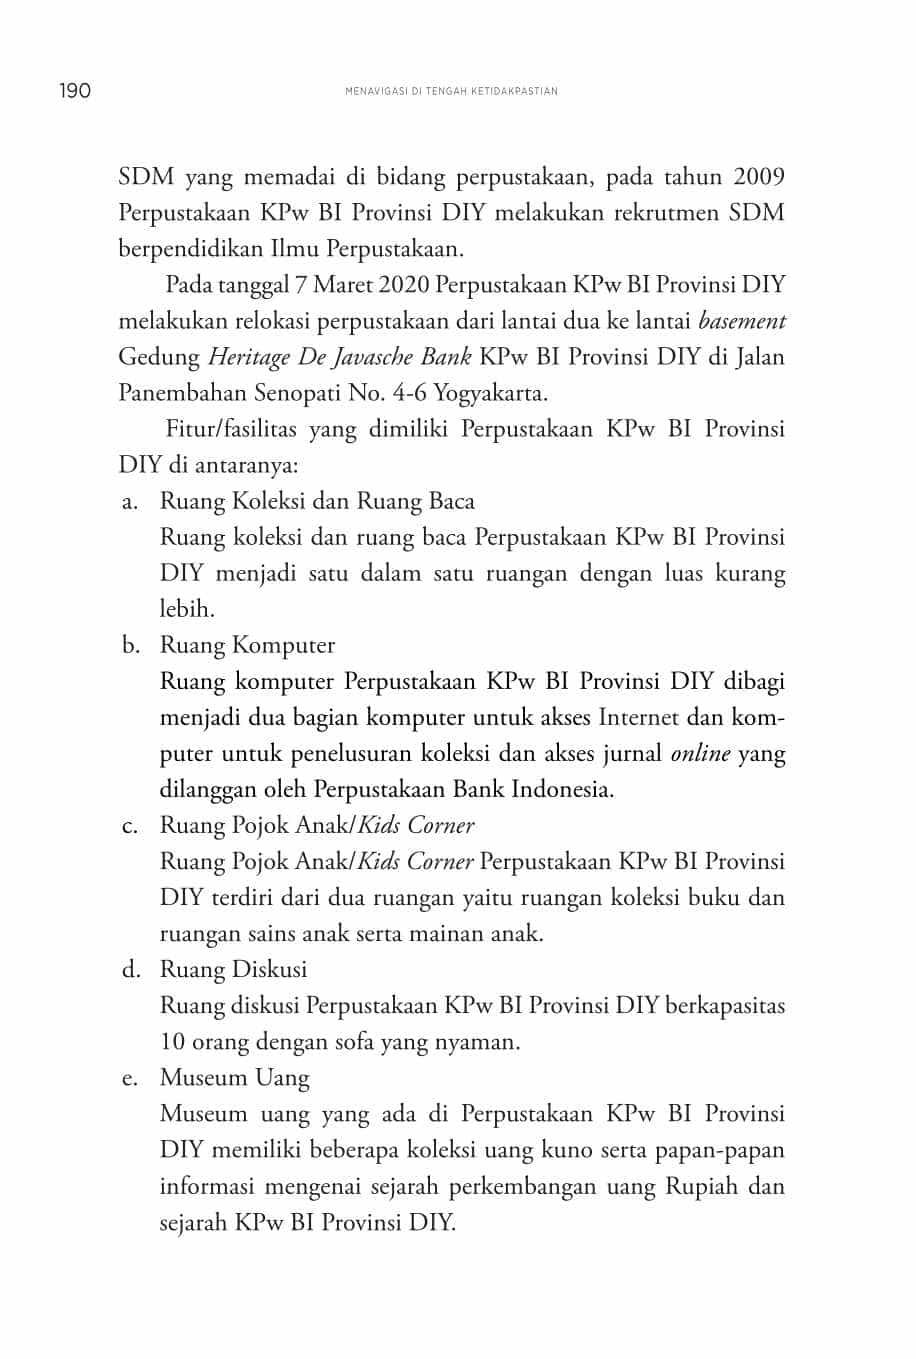 190
MENAVIGASI DI TENGAH KETIDAKPASTIAN
SDM yang memadai di bidang perpustakaan, pada tahun 2009
Perpustakaan KPw BI Provinsi DIY melakukan rekrutmen SDM
berpendidikan Ilmu Perpustakaan.
Pada tanggal 7 Maret 2020 Perpustakaan KPw BI Provinsi DIY
melakukan relokasi perpustakaan dari lantai dua ke lantai basement
Gedung Heritage De Javasche Bank KPw BI Provinsi DIY di Jalan
Panembahan Senopati No. 4-6 Yogyakarta.
Fitur/fasilitas yang dimiliki Perpustakaan KPw BI Provinsi
DIY di antaranya:
a. Ruang Koleksi dan Ruang Baca
Ruang koleksi dan ruang baca Perpustakaan KPw BI Provinsi
DIY menjadi satu dalam satu ruangan dengan luas kurang
lebih.
b. Ruang Komputer
Ruang komputer Perpustakaan KPw BI Provinsi DIY dibagi
menjadi dua bagian komputer untuk akses Internet dan kom-
puter untuk penelusuran koleksi dan akses jurnal online yang
dilanggan oleh Perpustakaan Bank Indonesia.
c. Ruang Pojok Anak/Kids Corner
Ruang Pojok Anak/Kids Corner Perpustakaan KPw BI Provinsi
DIY terdiri dari dua ruangan yaitu ruangan koleksi buku dan
ruangan sains anak serta mainan anak.
d. Ruang Diskusi
Ruang diskusi Perpustakaan KPw BI Provinsi DIY berkapasitas
10 orang dengan sofa yang nyaman.
e. Museum Uang
Museum uang yang ada di Perpustakaan KPw BI Provinsi
DIY memiliki beberapa koleksi uang kuno serta papan-papan
informasi mengenai sejarah perkembangan uang Rupiah dan
sejarah KPw BI Provinsi DIY.